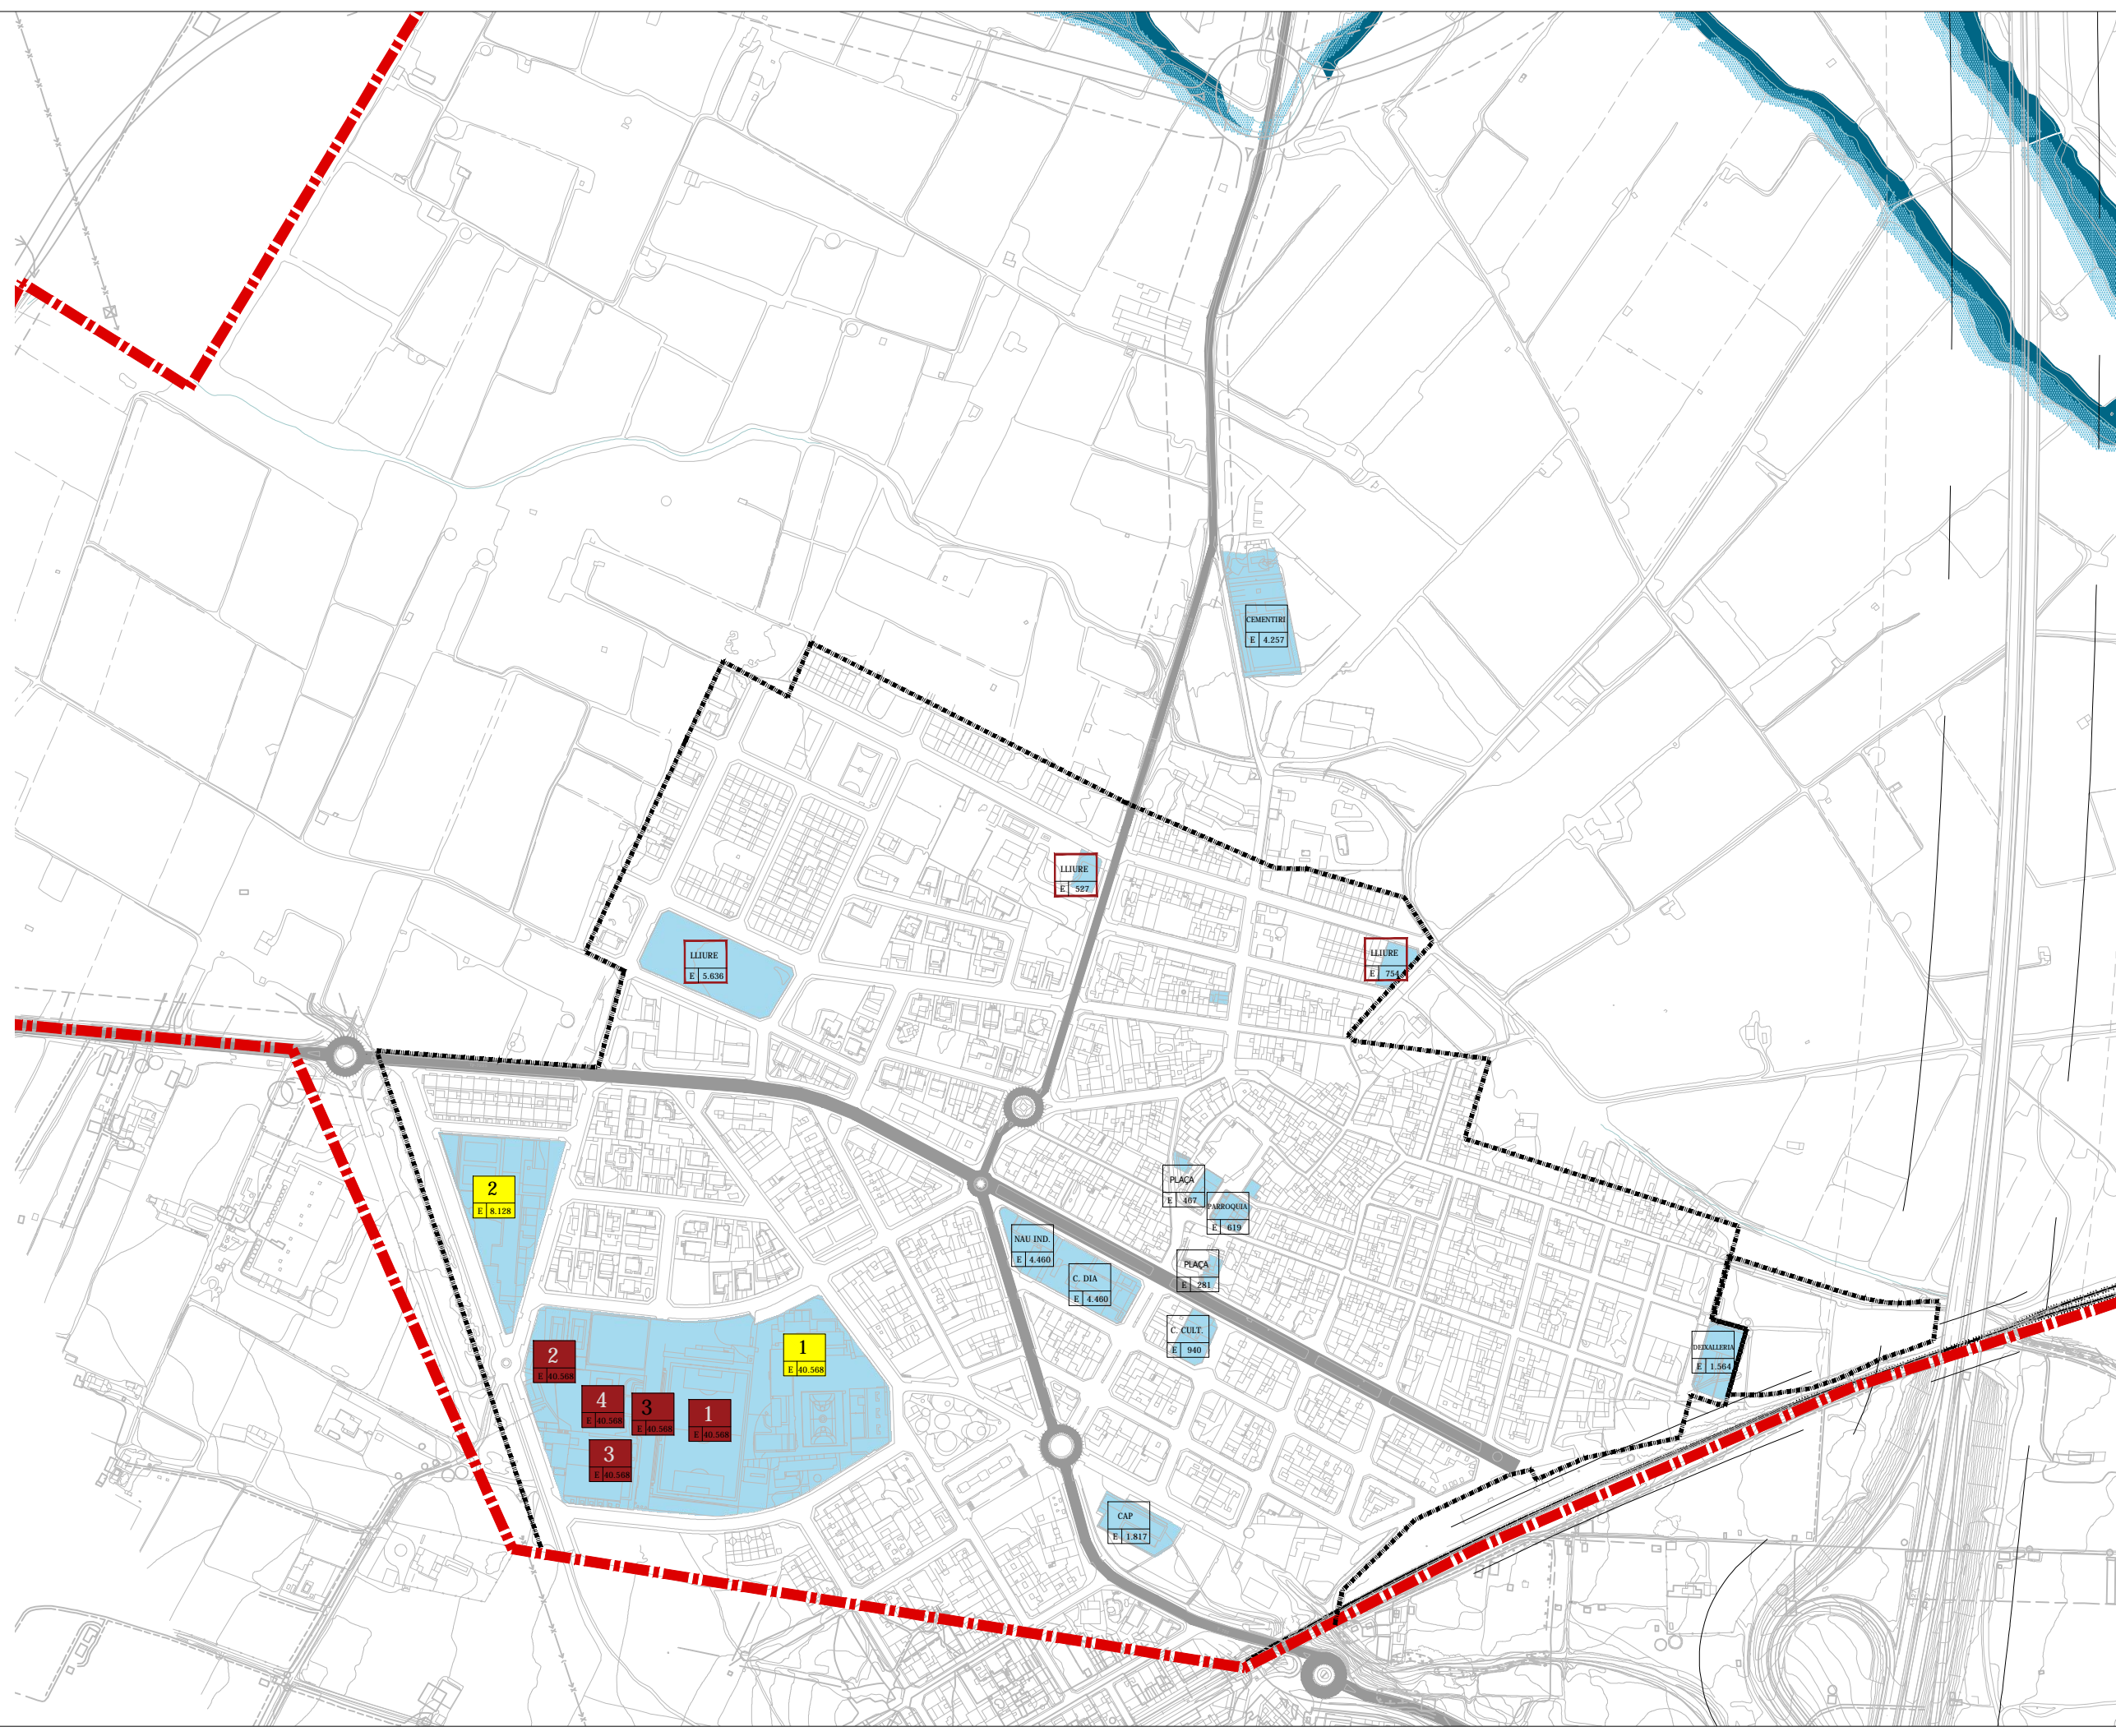 CEMENTIRI
E 4.257
LLIURE
E 527
LLIURE
E 5.636
LLIURE
E 754
2
E 8.128
PLAÇA
E 467
PARROQUIA
E 619
NAU IND.
E 4.460
C. DIA
E 4.460
PLAÇA
E 281
C. CULT.
E 940
DEIXALLERIA
E 1.564
1
E 40.568
2
E 40.568
4
E 40.568
3
E 40.568
1
E 40.568
3
E 40.568
CAP
E 1.817